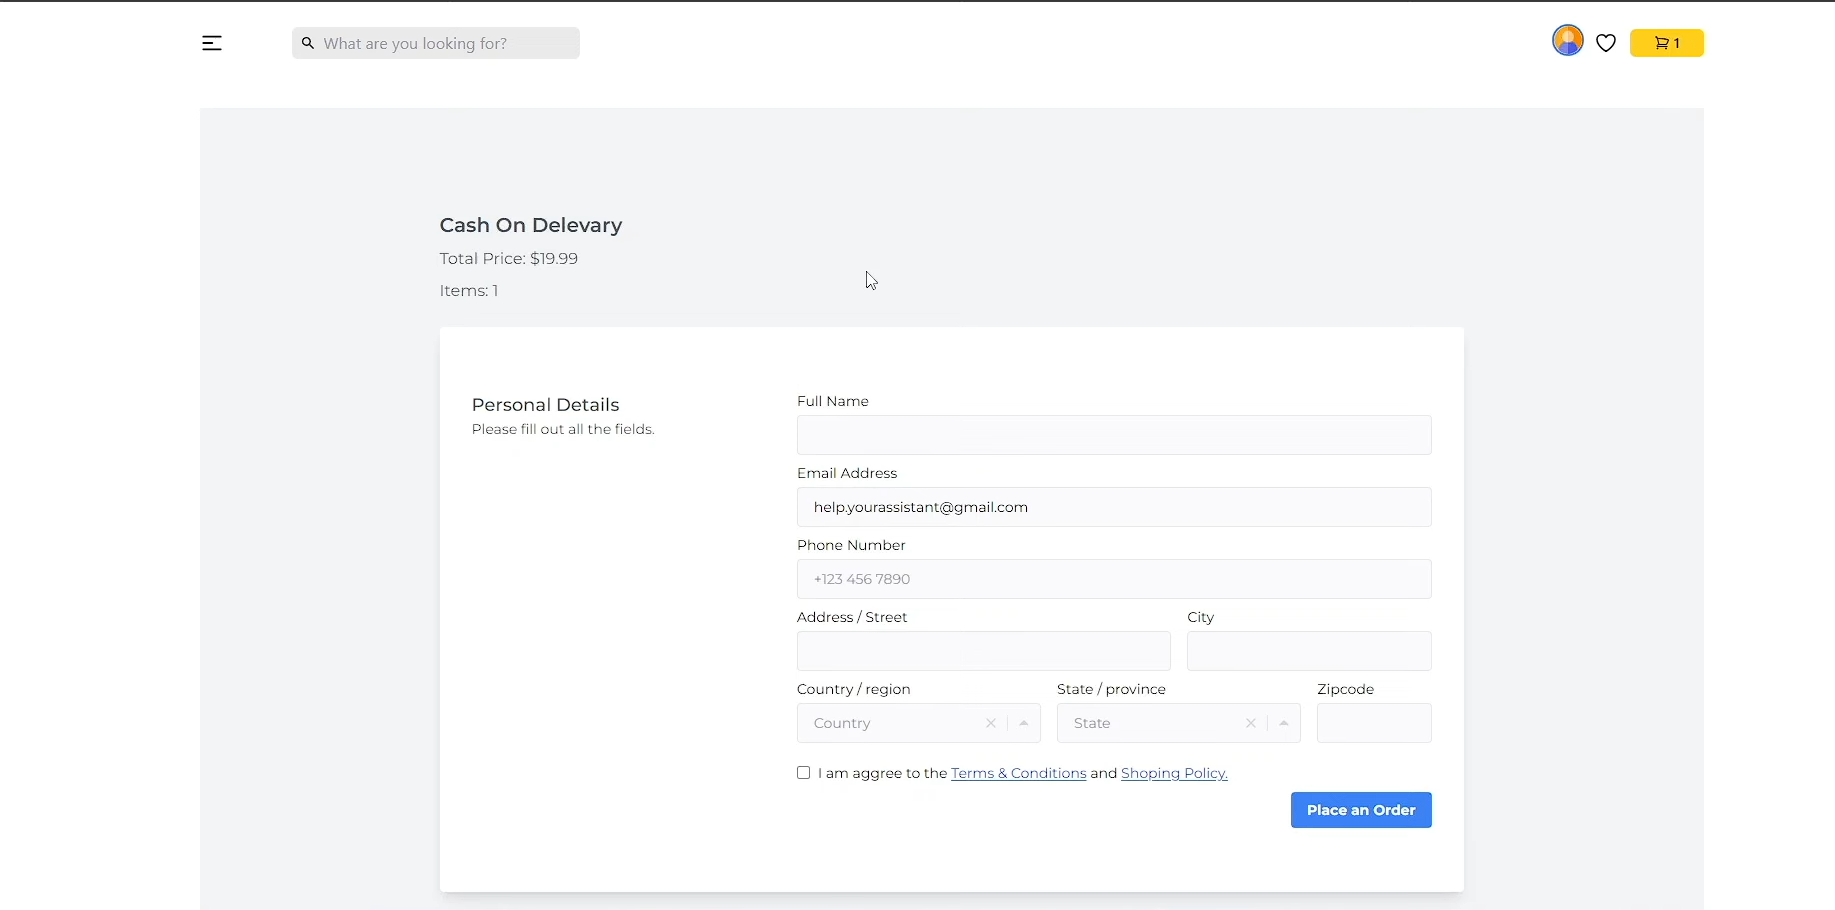 What are you looking for?
1
Cash On Delevary
Total Price: $19.99
Items: 1
Personal Details
Please fill out all the fields.
Full Name
Email Address
help.yourassistant@gmail.com
Phone Number
+123 456 7890
Address / Street City
Country / region State / province Zipcode
Country State
I am aggree to the Terms & Conditions and Shoping Policy.
Place an Order